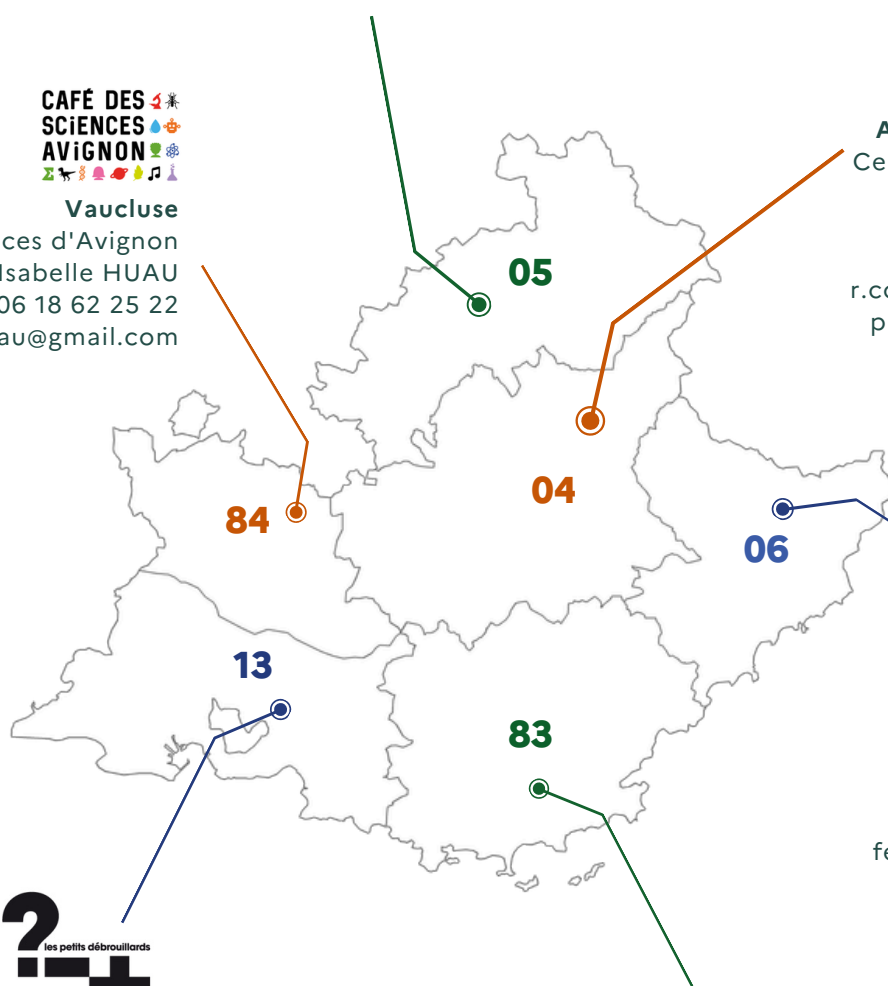 CAFÉ DES
SCiENCES
AViGNON
Vaucluse
d'Avignon
Isabelle HUAU
06 18 62 25 22
au@gmail.com
05
04
84
06
13
83
les petits débrouillards